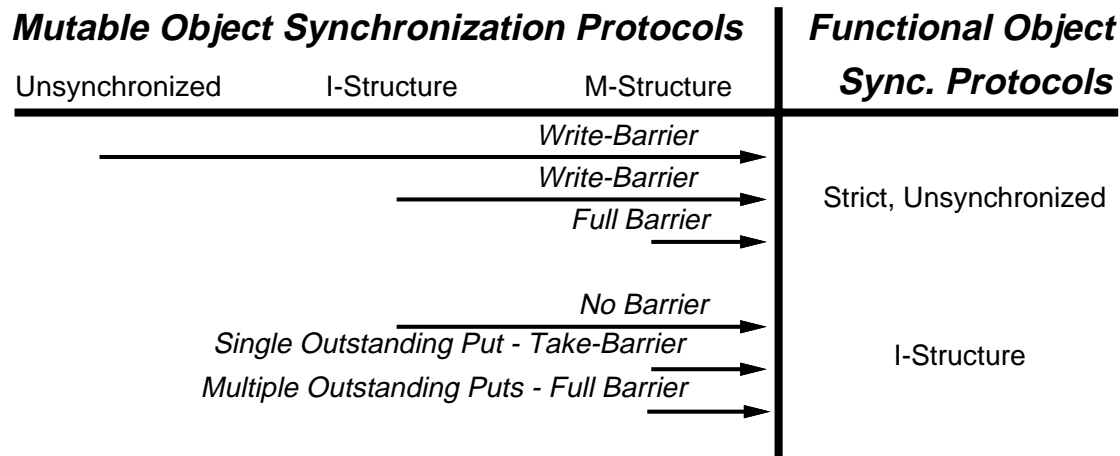 Mutable Object Synchronization Protocols
Functional Object
Sync. Protocols
Unsynchronized I-Structure M-Structure
Write-Barrier
Write-Barrier
Strict, Unsynchronized
Full Barrier
No Barrier
Single Outstanding Put - Take-Barrier
I-Structure
Multiple Outstanding Puts - Full Barrier